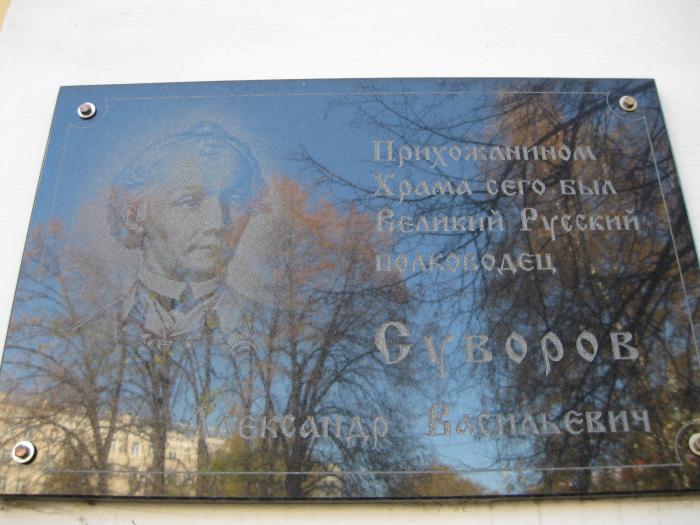 Прихожанином
Храма сего был
Великий Русский
полководец
Суворов
Александр Васильевич